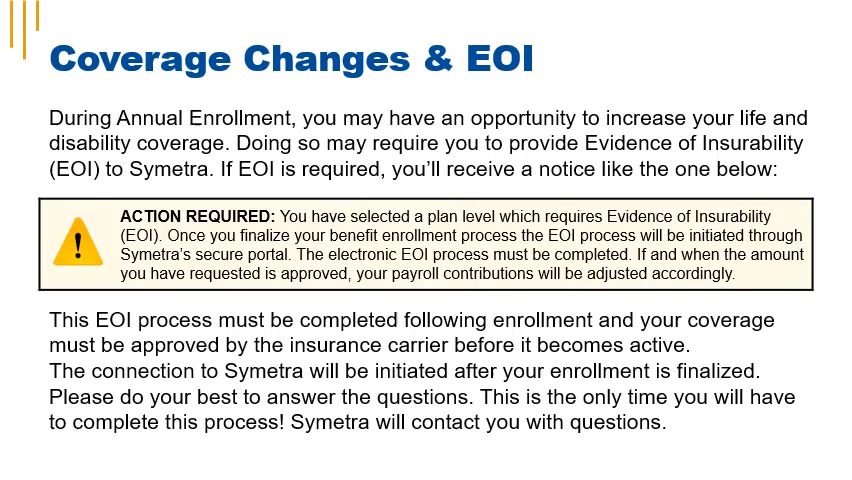 Coverage Changes & EOI
During Annual Enrollment, you may have an opportunity to increase your life and
disability coverage. Doing so may require you to provide Evidence of Insurability
(EOI) to Symetra. If EOI is required, you’ll receive a notice like the one below:
ACTION REQUIRED: You have selected a plan level which requires Evidence of Insurability
(EOI). Once you finalize your benefit enrollment process the EOI process will be initiated through
Symetra’s secure portal. The electronic EOI process must be completed. If and when the amount
you have requested is approved, your payroll contributions will be adjusted accordingly.
This EOI process must be completed following enrollment and your coverage
must be approved by the insurance carrier before it becomes active.
The connection to Symetra will be initiated after your enrollment is finalized.
Please do your best to answer the questions. This is the only time you will have
to complete this process! Symetra will contact you with questions.